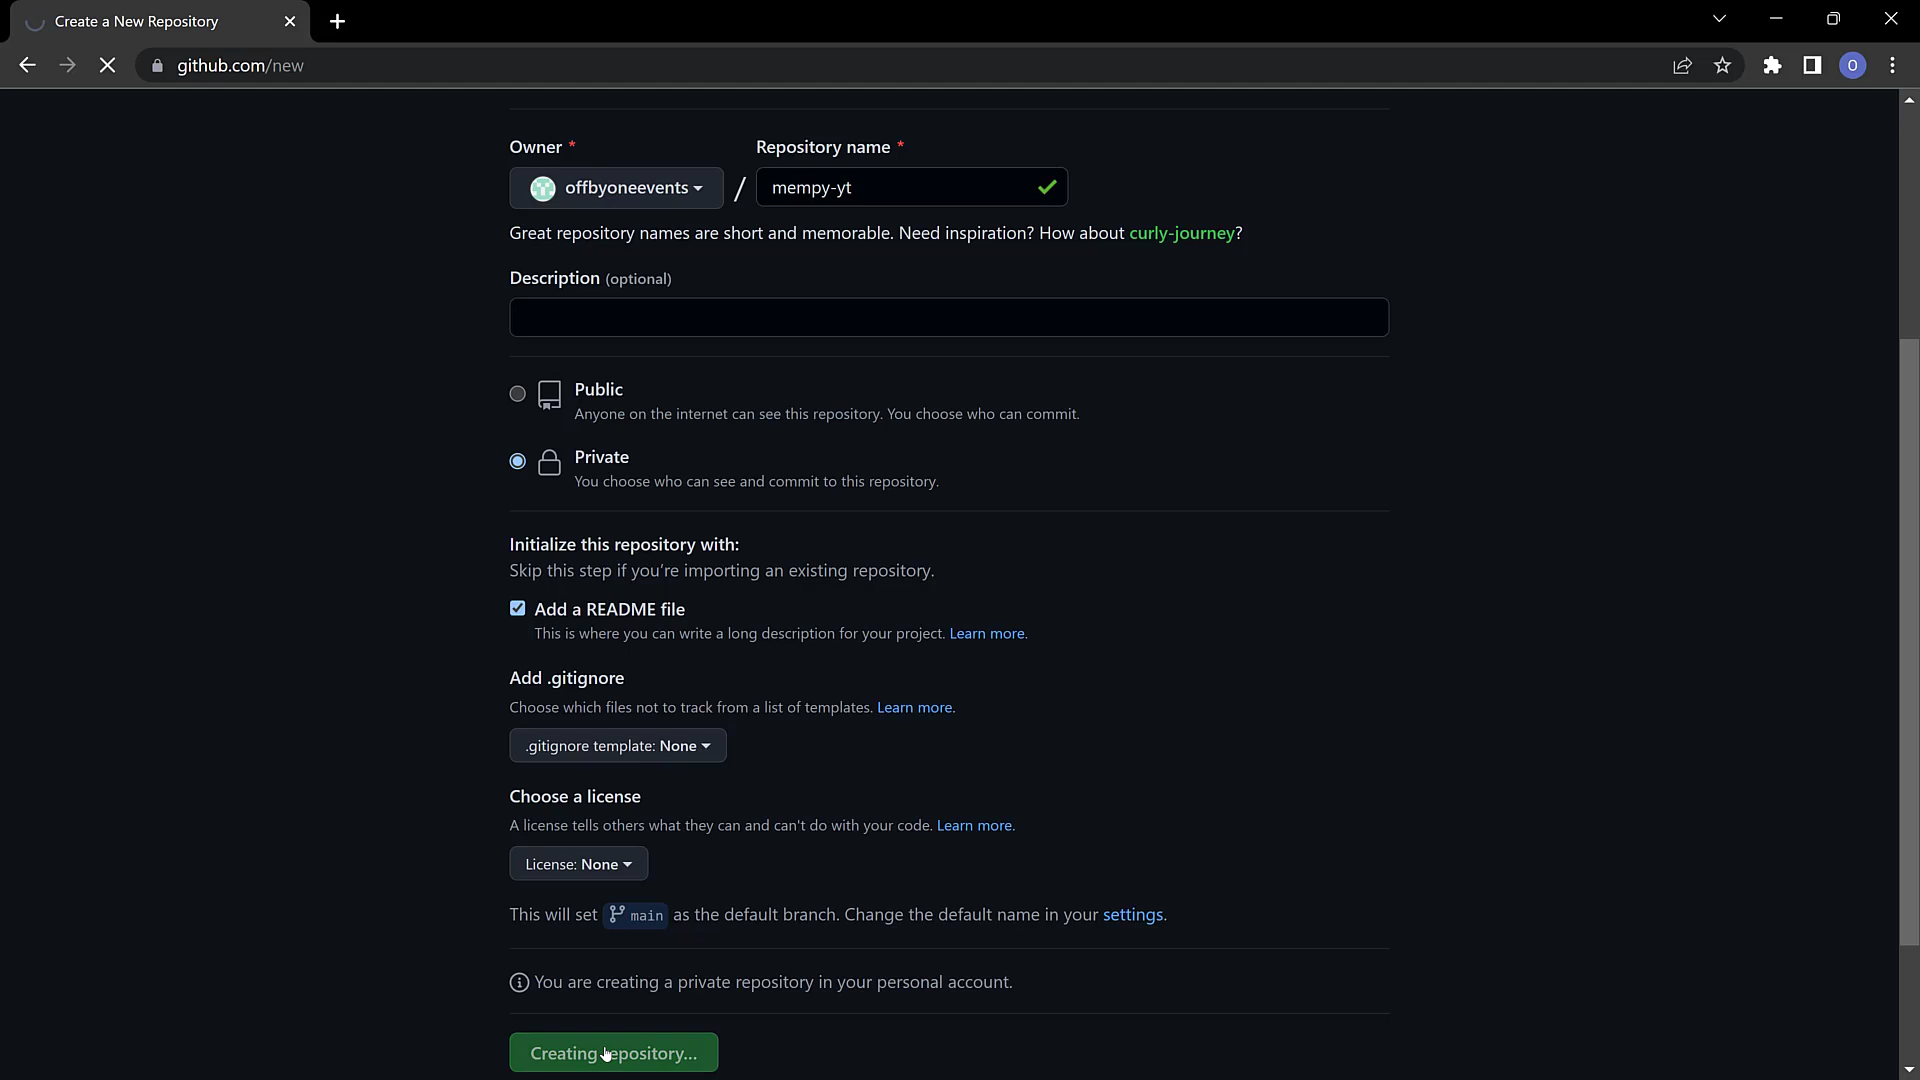 Create a New Repository
github.com/new
O
Owner *
Repository name *
offbyoneevents / mempy-yt
Great repository names are short and memorable. Need inspiration? How about curly-journey?
Description (optional)
Public
Anyone on the internet can see this repository. You choose who can commit.
Private
You choose who can see and commit to this repository.
Initialize this repository with:
Skip this step if you're importing an existing repository.
Add a README file
This is where you can write a long description for your project. Learn more.
Add .gitignore
Choose which files not to track from a list of templates. Learn more.
.gitignore template: None
Choose a license
A license tells others what they can and can't do with your code. Learn more.
License: None
This will set main as the default branch. Change the default name in your settings.
You are creating a private repository in your personal account.
Creating repository...